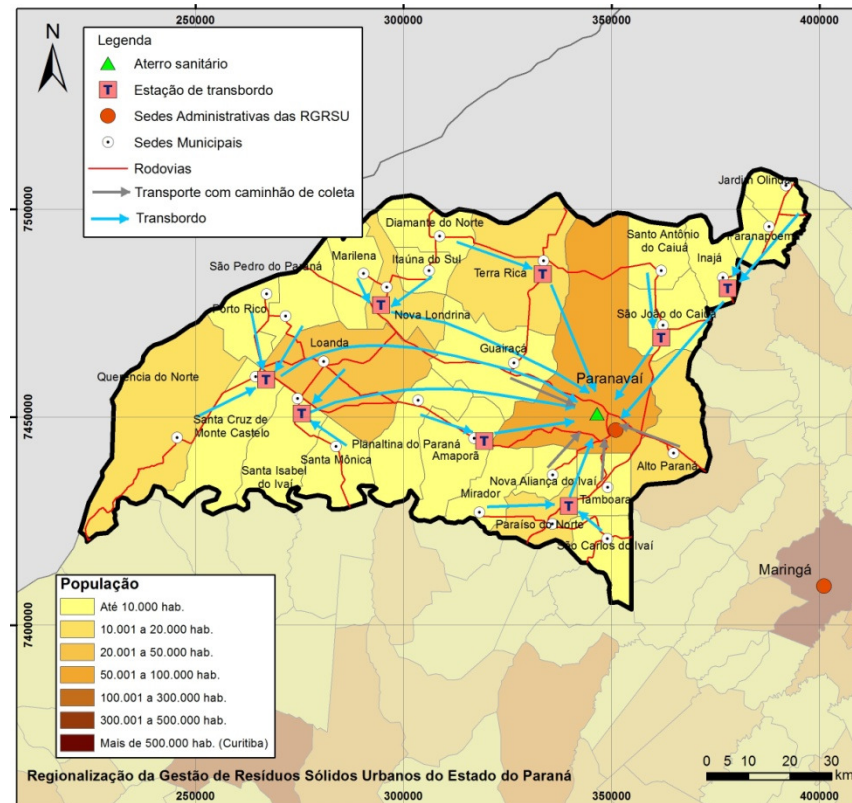 250000 300000 350000 400000
Legenda
Aterro sanitário
T Estação de transbordo
Sedes Administrativas das RGRSU
Sedes Municipais
Rodovias
Transporte com caminhão de coleta
Transbordo
N
7500000
7450000
7400000
Jardim Olinda
Paranapoema
Santo Antônio
do Caiuá
Inajá
T
Diamante do Norte
Marilena
Itaúna do Sul
Terra Rica
T
São Pedro do Paraná
Porto Rico
T
Nova Londrina
São João do Caiuá
T
Loanda
Guairaçá
Paranavaí
Querência do Norte
T
Santa Cruz de
Monte Castelo
T
Planaltina do Paraná
Amaporã
T
Santa Isabel
do Ivaí
Santa Mônica
Alto Paraná
Nova Aliança do Ivaí
Tamboara
Mirador
T
Paraíso do Norte
São Carlos do Ivaí
Maringá
População
Até 10.000 hab.
10.001 a 20.000 hab.
20.001 a 50.000 hab.
50.001 a 100.000 hab.
100.001 a 300.000 hab.
300.001 a 500.000 hab.
Mais de 500.000 hab. (Curitiba)
Regionalização da Gestão de Resíduos Sólidos Urbanos do Estado do Paraná
0 5 10 20 30
km
7500000
7450000
7400000
250000 300000 350000 400000